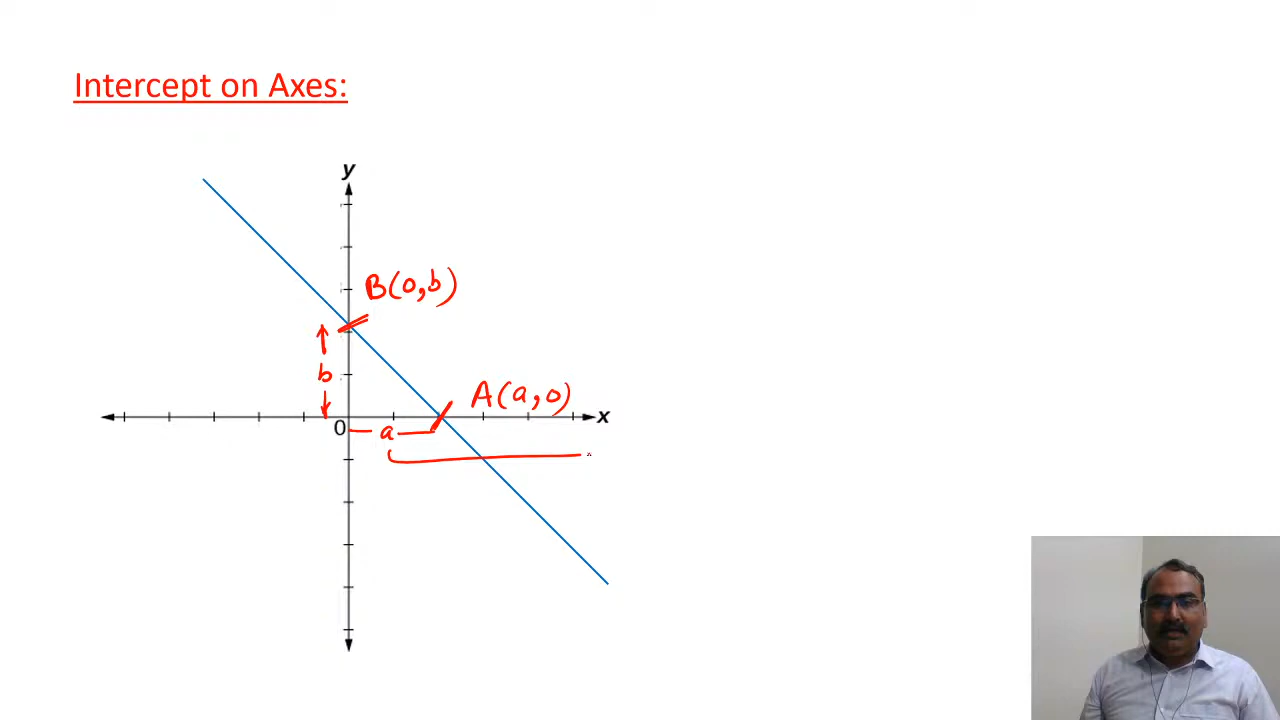 Intercept on Axes:
y
B(0,b)
b
A(a,0)
x
0
a